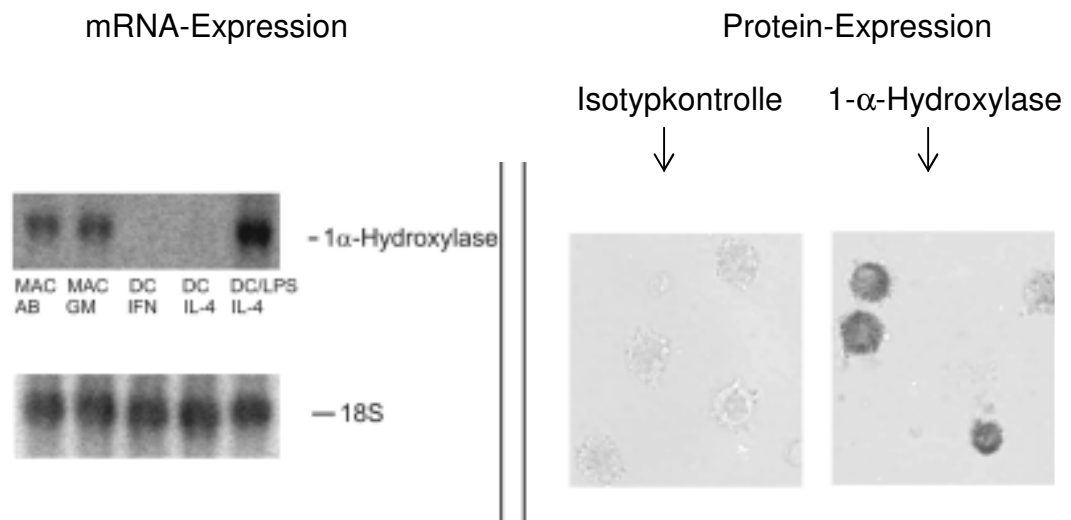 mRNA-Expression
Protein-Expression
Isotypkontrolle
1-α-Hydroxylase
- 1α-Hydroxylase
MAC MAC DC DC DC/LPS
AB GM IFN IL-4 IL-4
— 18S